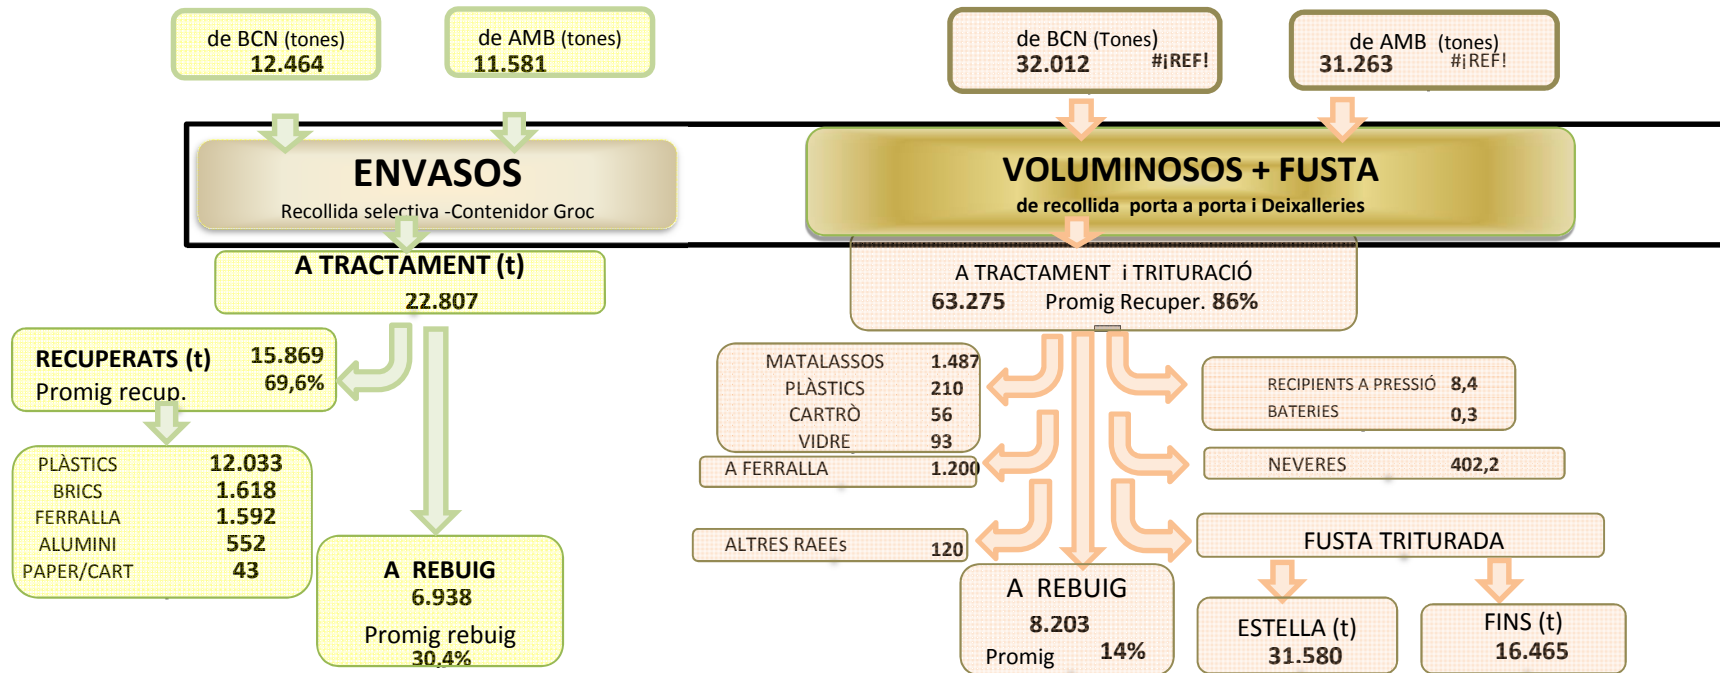 de BCN (tones)
12.464
de AMB (tones)
11.581
de BCN (Tones)
32.012 #¡REF!
de AMB (tones)
31.263 #¡REF!
ENVASOS
Recollida selectiva -Contenidor Groc
VOLUMINOSOS + FUSTA
de recollida porta a porta i Deixalleries
A TRACTAMENT (t)
22.807
A TRACTAMENT i TRITURACIÓ
63.275 Promig Recuper. 86%
RECUPERATS (t) 15.869
Promig recup. 69,6%
PLÀSTICS 12.033
BRICS 1.618
FERRALLA 1.592
ALUMINI 552
PAPER/CART 43
A REBUIG
6.938
Promig rebuig
30,4%
MATALASSOS 1.487
PLÀSTICS 210
CARTRÒ 56
VIDRE 93
A FERRALLA 1.200
ALTRES RAEEs 120
RECIPIENTS A PRESSIÓ 8,4
BATERIES 0,3
NEVERES 402,2
FUSTA TRITURADA
A REBUIG
8.203
Promig 14%
ESTELLA (t)
31.580
FINS (t)
16.465